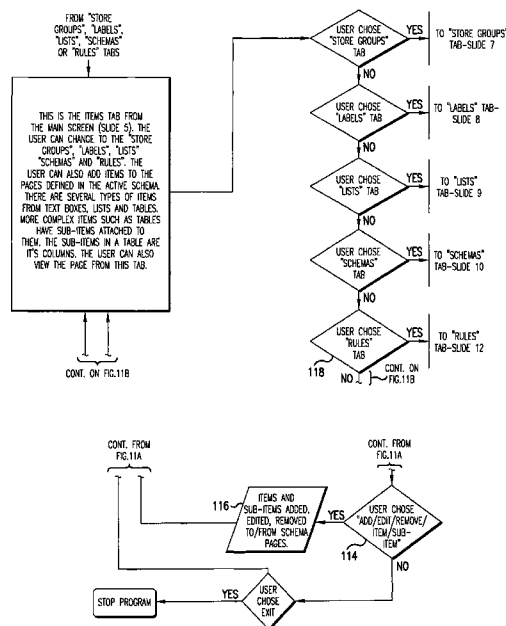 FROM "STORE
GROUPS", "LABELS",
"LISTS", "SCHEMAS"
OR "RULES" TABS
THIS IS THE ITEMS TAB FROM
THE MAIN SCREEN (SLIDE 5). THE
USER CAN CHANGE TO THE "STORE
GROUPS", "LABELS", "LISTS"
"SCHEMAS" AND "RULES". THE
USER CAN ALSO ADD ITEMS TO THE
PAGES DEFINED IN THE ACTIVE SCHEMA.
THERE ARE SEVERAL TYPES OF ITEMS
FROM TEXT BOXES, LISTS AND TABLES.
MORE COMPLEX ITEMS SUCH AS TABLES
HAVE SUB-ITEMS ATTACHED TO
THEM. THE SUB-ITEMS IN A TABLE ARE
IT'S COLUMNS. THE USER CAN ALSO
VIEW THE PAGE FROM THIS TAB.
CONT. ON FIG.11B
USER CHOSE
"STORE GROUPS"
TAB
YES
TO "STORE GROUPS"
TAB-SLIDE 7
NO
USER CHOSE
"LABELS" TAB
YES
TO "LABELS" TAB-
SLIDE 8
NO
USER CHOSE
"LISTS" TAB
YES
TO "LISTS"
TAB-SLIDE 9
NO
USER CHOSE
"SCHEMAS"
TAB
YES
TO "SCHEMAS"
TAB-SLIDE 10
NO
USER CHOSE
"RULES"
TAB
YES
TO "RULES"
TAB-SLIDE 12
118
NO
CONT. ON
FIG.11B
CONT. FROM
FIG.11A
CONT. FROM
FIG.11A
116
ITEMS AND
SUB-ITEMS ADDED,
EDITED, REMOVED
TO/FROM SCHEMA
PAGES.
YES
USER CHOSE
"ADD/EDIT/REMOVE/
ITEM/SUB-
ITEM"
114
NO
USER
CHOSE
EXIT
YES
STOP PROGRAM